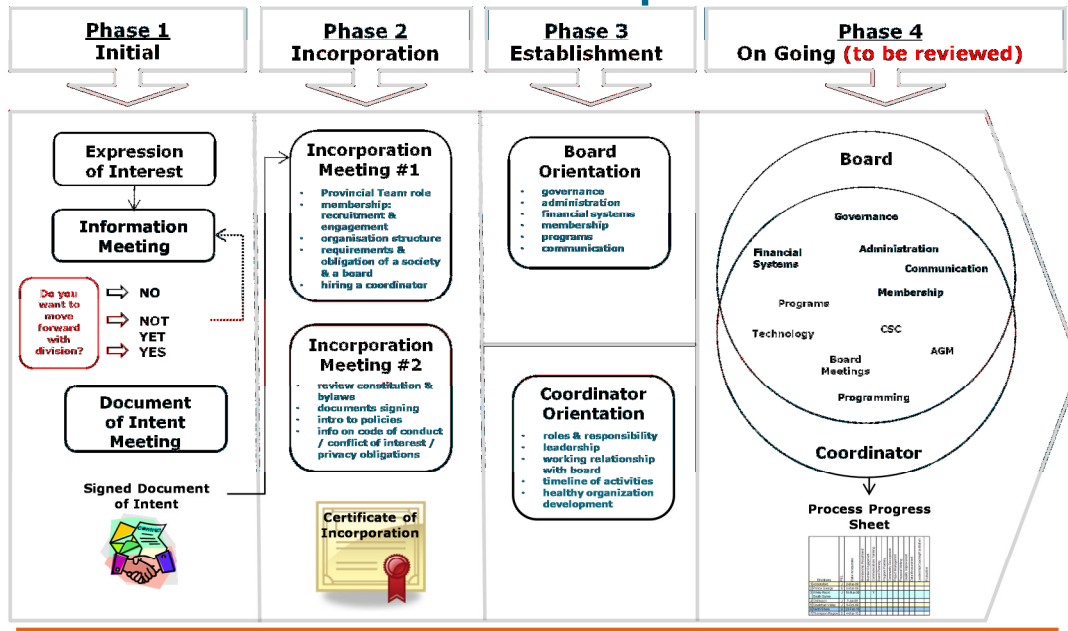 Phase 1
Initial
Phase 2
Incorporation
Phase 3
Establishment
Phase 4
On Going (to be reviewed)
Expression
of Interest
Information
Meeting
Do you
want to
move
forward
with
division?
NO
NOT
YET
YES
Document
of Intent
Meeting
Signed Document
of Intent
Incorporation
Meeting #1
• Provincial Team role
• membership:
recruitment &
engagement
• organisation structure
• requirements &
obligation of a society
& a board
• hiring a coordinator
Incorporation
Meeting #2
• review constitution &
bylaws
• documents signing
• intro to policies
• info on code of conduct
/ conflict of interest /
privacy obligations
Certificate of
Incorporation
Board
Orientation
• governance
• administration
• financial systems
• membership
• programs
• communication
Coordinator
Orientation
• roles & responsibility
• leadership
• working relationship
with board
• timeline of activities
• healthy organization
development
Board
Governance
Financial
Systems
Administration
Communication
Membership
Programs
Technology
CSC
AGM
Board
Meetings
Programming
Coordinator
Process Progress
Sheet